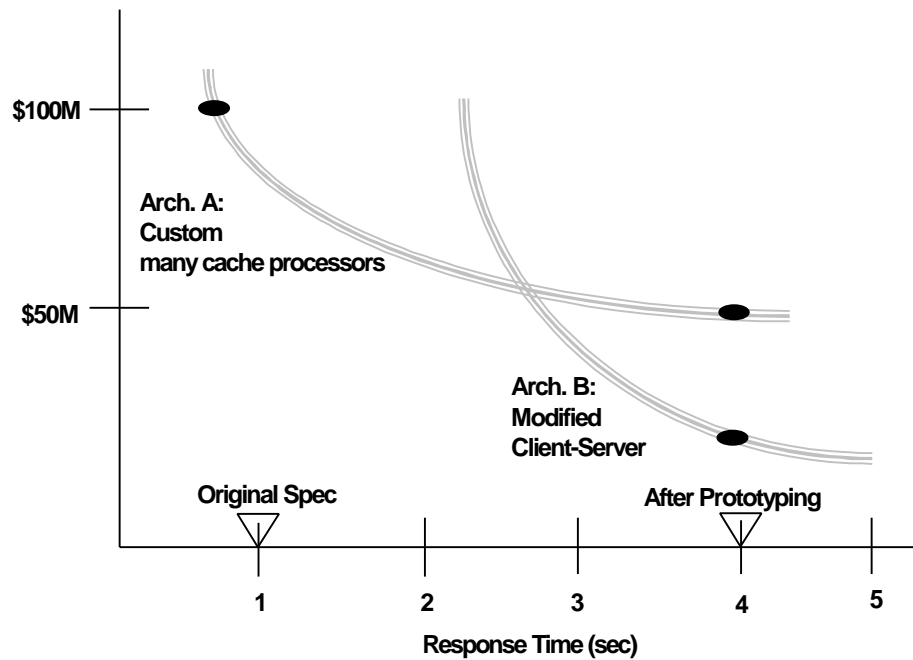 $100M
Arch. A:
Custom
many cache processors
$50M
Arch. B:
Modified
Client-Server
Original Spec
After Prototyping
1
2
3
4
5
Response Time (sec)